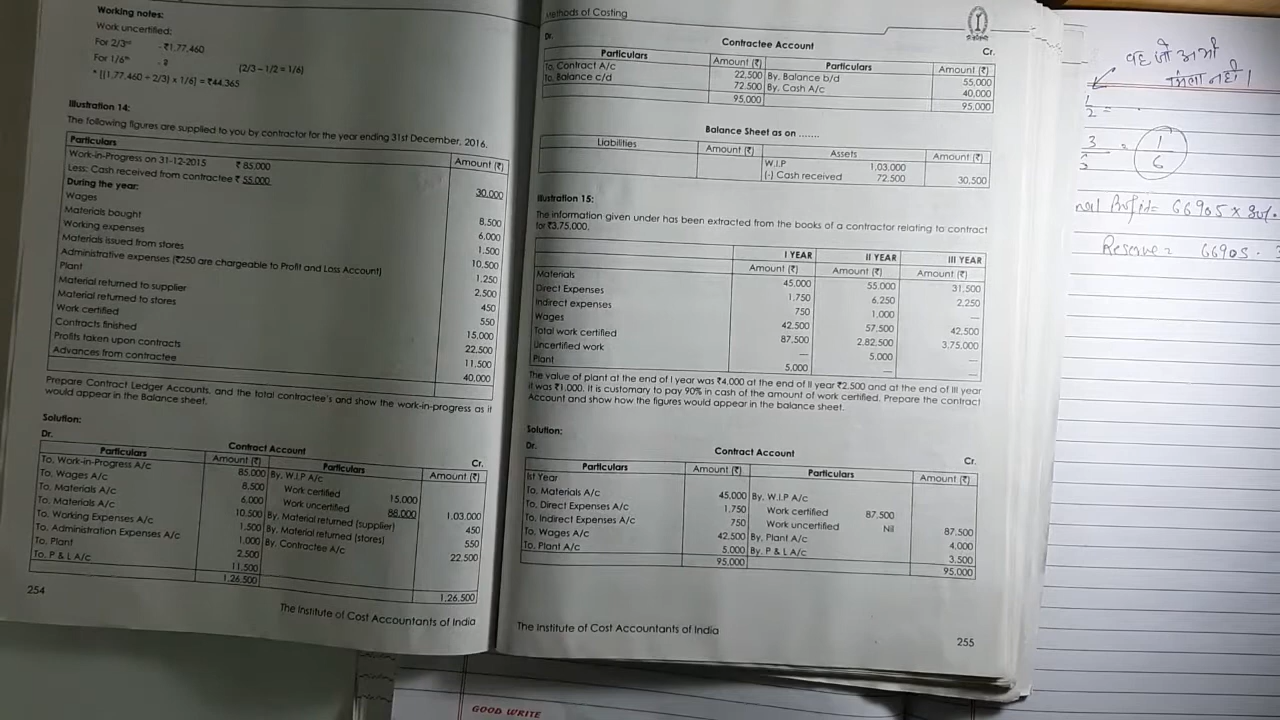 Working notes:
Work uncertified:
For 2/3rd - ₹1,77,460
For 1/6th - ? (2/3 – 1/2 = 1/6)
* [(1,77,460 ÷ 2/3) x 1/6] = ₹44,365
Illustration 14:
The following figures are supplied to you by contractor for the year ending 31st December, 2016.
Particulars Amount (₹)
Work-in-Progress on 31-12-2015 ₹ 85,000
Less: Cash received from contractee ₹ 55,000 30,000
During the year:
Wages 8,500
Materials bought 6,000
Working expenses 1,500
Materials issued from stores 10,500
Administrative expenses (₹250 are chargeable to Profit and Loss Account) 1,250
Plant 2,500
Material returned to supplier 450
Material returned to stores 550
Work certified 15,000
Contracts finished 22,500
Profits taken upon contracts 11,500
Advances from contractee 40,000
Prepare Contract Ledger Accounts, and the total contractee's and show the work-in-progress as it
would appear in the Balance sheet.
Solution:
Dr. Contract Account Cr.
Particulars Amount (₹) Particulars Amount (₹)
To, Work-in-Progress A/c 85,000 By, W.I.P A/c
To, Wages A/c 8,500 Work certified 15,000
To, Materials A/c 6,000 Work uncertified 88,000 1,03,000
To, Materials A/c 10,500 By, Material returned (supplier) 450
To, Working Expenses A/c 1,500 By, Material returned (stores) 550
To, Administration Expenses A/c 1,000 By, Contractee A/c 22,500
To, Plant 2,500
To, P & L A/c 11,500
1,26,500 1,26,500
254
The Institute of Cost Accountants of India
Methods of Costing
Dr. Contractee Account Cr.
Particulars Amount (₹) Particulars Amount (₹)
To, Contract A/c 22,500 By, Balance b/d 55,000
To, Balance c/d 72,500 By, Cash A/c 40,000
95,000 95,000
Balance Sheet as on .......
Liabilities Amount (₹) Assets Amount (₹)
W.I.P 1,03,000
(-) Cash received 72,500 30,500
Illustration 15:
The information given under has been extracted from the books of a contractor relating to contract
for ₹3,75,000.
I YEAR II YEAR III YEAR
Amount (₹) Amount (₹) Amount (₹)
Materials 45,000 55,000 31,500
Direct Expenses 1,750 6,250 2,250
Indirect expenses 750 1,000 —
Wages 42,500 57,500 42,500
Total work certified 87,500 2,82,500 3,75,000
Uncertified work — 5,000 —
Plant 5,000 — —
The value of plant at the end of I year was ₹4,000 at the end of II year ₹2,500 and at the end of III year
it was ₹1,000. It is customary to pay 90% in cash of the amount of work certified. Prepare the contract
Account and show how the figures would appear in the balance sheet.
Solution:
Dr. Contract Account Cr.
Particulars Amount (₹) Particulars Amount (₹)
Ist Year
To, Materials A/c 45,000 By, W.I.P A/c
To, Direct Expenses A/c 1,750 Work certified 87,500
To, Indirect Expenses A/c 750 Work uncertified Nil 87,500
To, Wages A/c 42,500 By, Plant A/c 4,000
To, Plant A/c 5,000 By, P & L A/c 3,500
95,000 95,000
The Institute of Cost Accountants of India
255
वह जो अभी
मिला नहीं।
1/2 =
= 1/6
Profit = 66905 x 80%
Reserve = 66905
GOOD WRITE